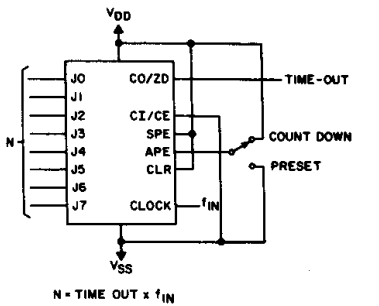 VDD
J0 CO/ZD TIME-OUT
J1
J2 CI/CE
N J3 SPE COUNT DOWN
J4 APE
J5 CLR PRESET
J6
J7 CLOCK fIN
VSS
N = TIME OUT x fIN